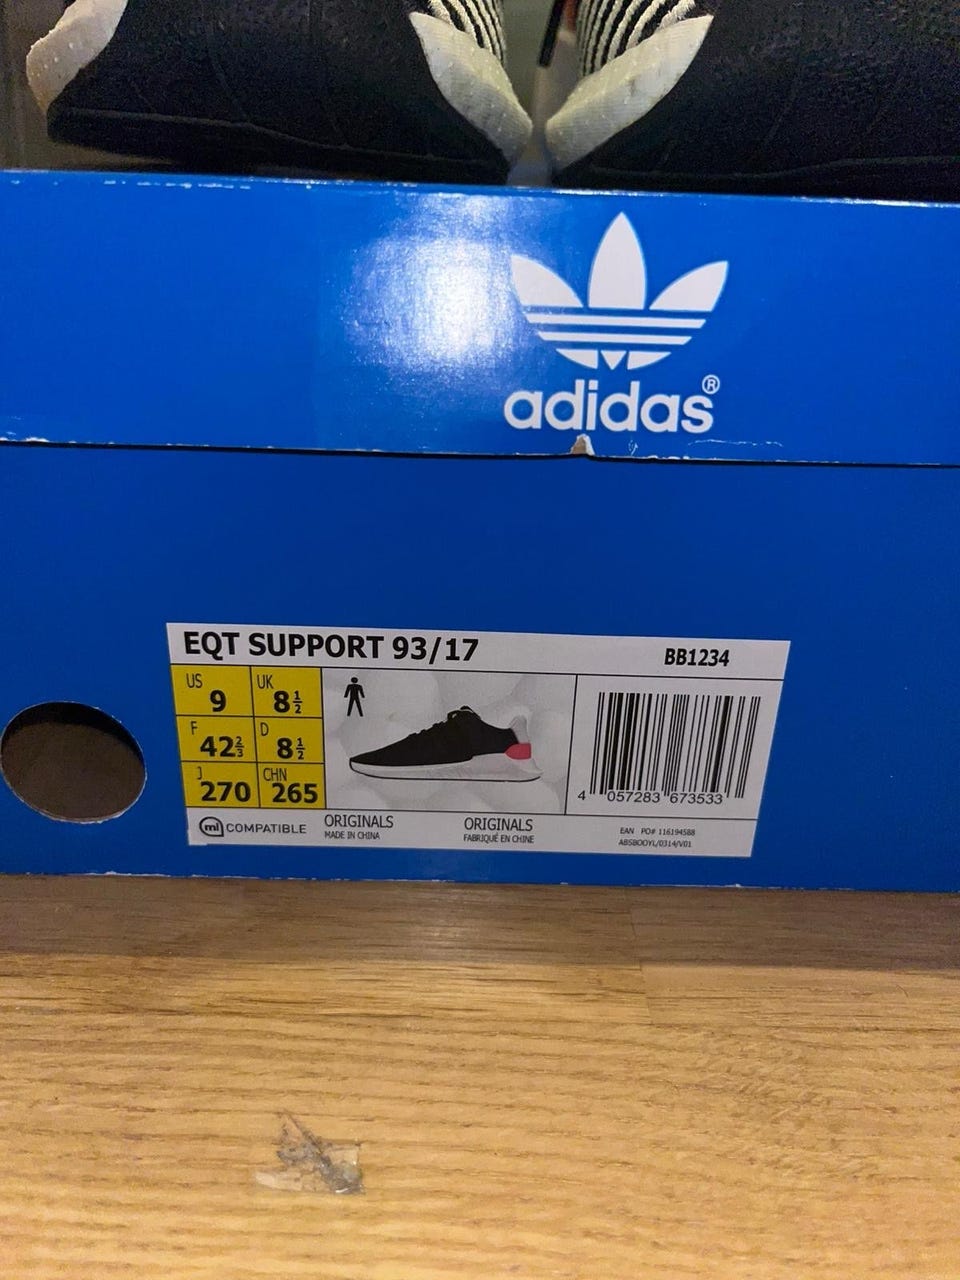 adidas®
EQT SUPPORT 93/17
BB1234
US 9
UK 8½
F 42⅔
D 8½
J 270
CHN 265
4 057283 673533
mi COMPATIBLE
ORIGINALS
MADE IN CHINA
ORIGINALS
FABRIQUÉ EN CHINE
EAN PO# 116194588
ABSBODYL/0314/V01